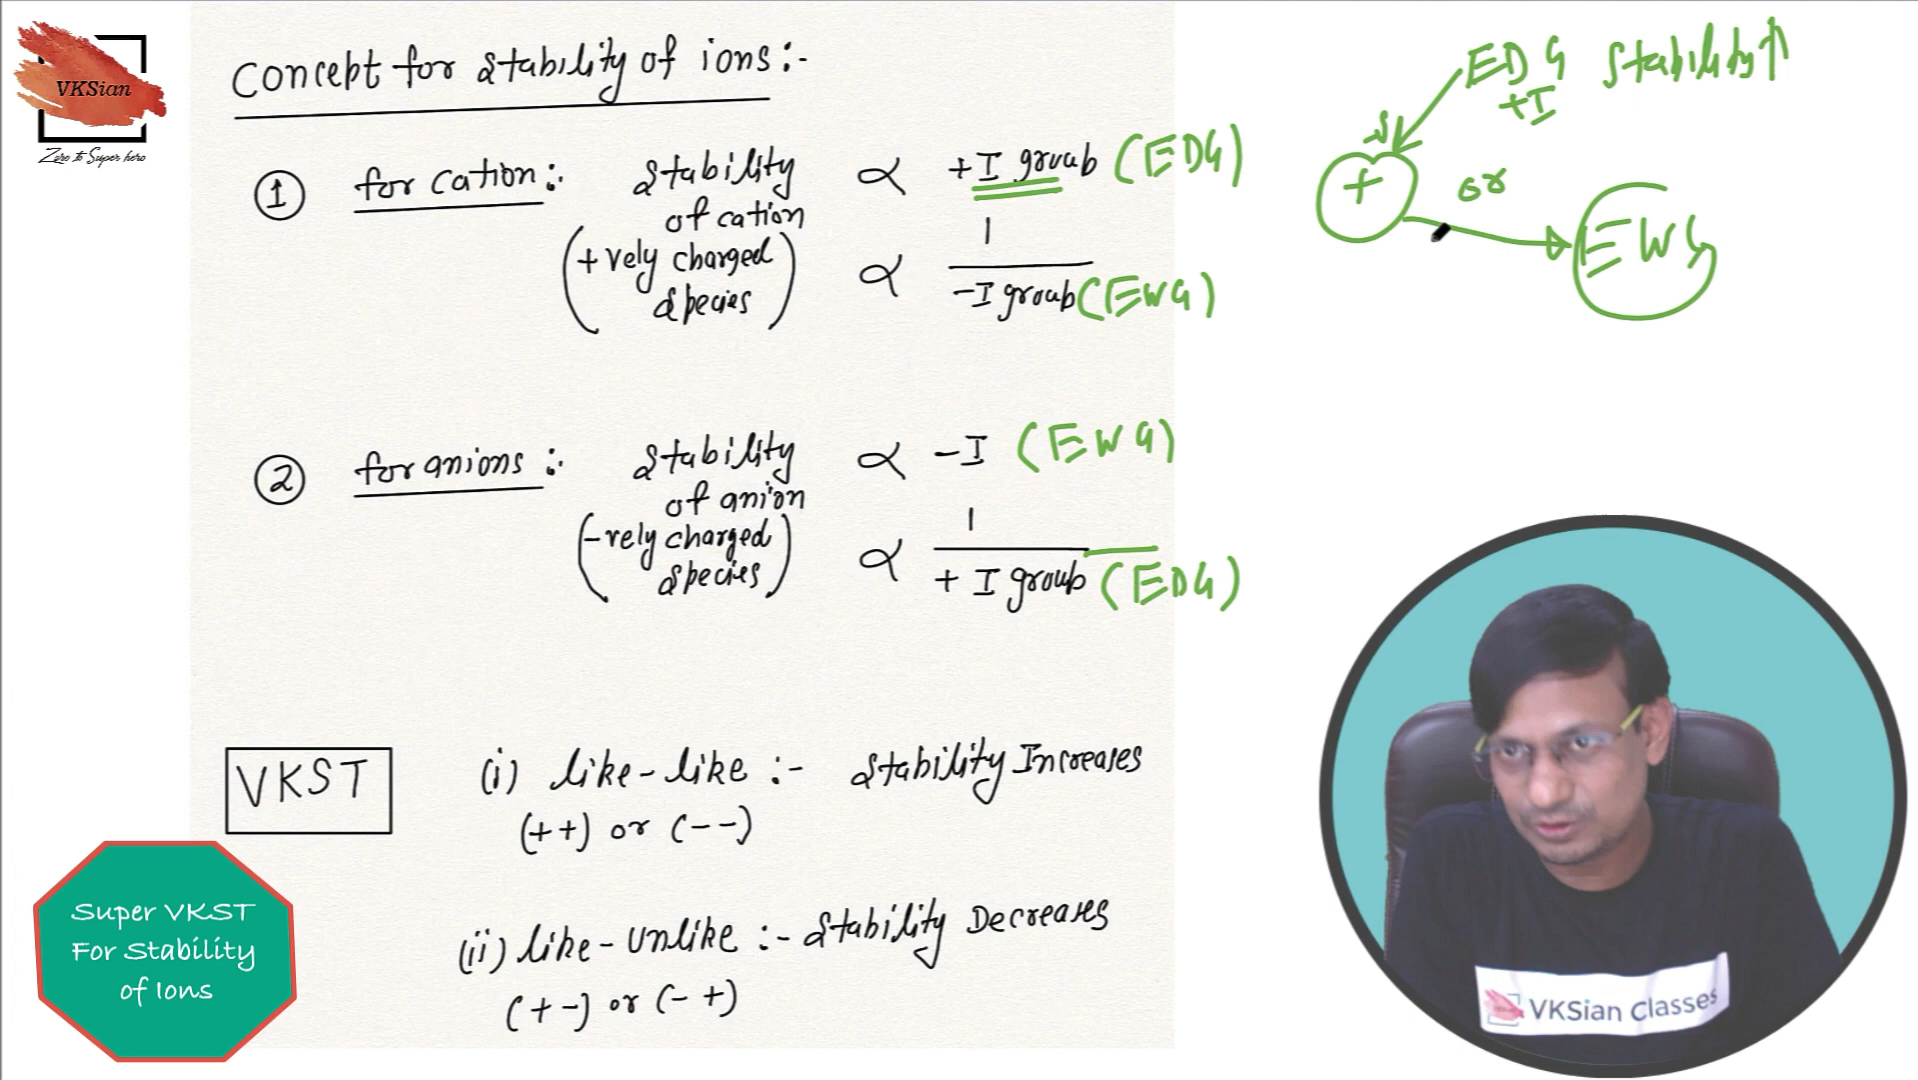 VKSian
Zero to Super hero
Concept for stability of ions :-
① for cation :. Stability of cation ∝ +I group (EDG)
(+vely charged species) ∝ 1 / -I group (EWG)
② for anions :. Stability of anion ∝ -I (EWG)
(-vely charged species) ∝ 1 / + I group (EDG)
VKST
(i) like-like :- Stability Increases
(++) or (--)
(ii) like-Unlike :- Stability Decreases
(+-) or (-+)
EDG Stability↑
+I
+
or
EWG
Super VKST
For Stability
of Ions
VKSian Classes